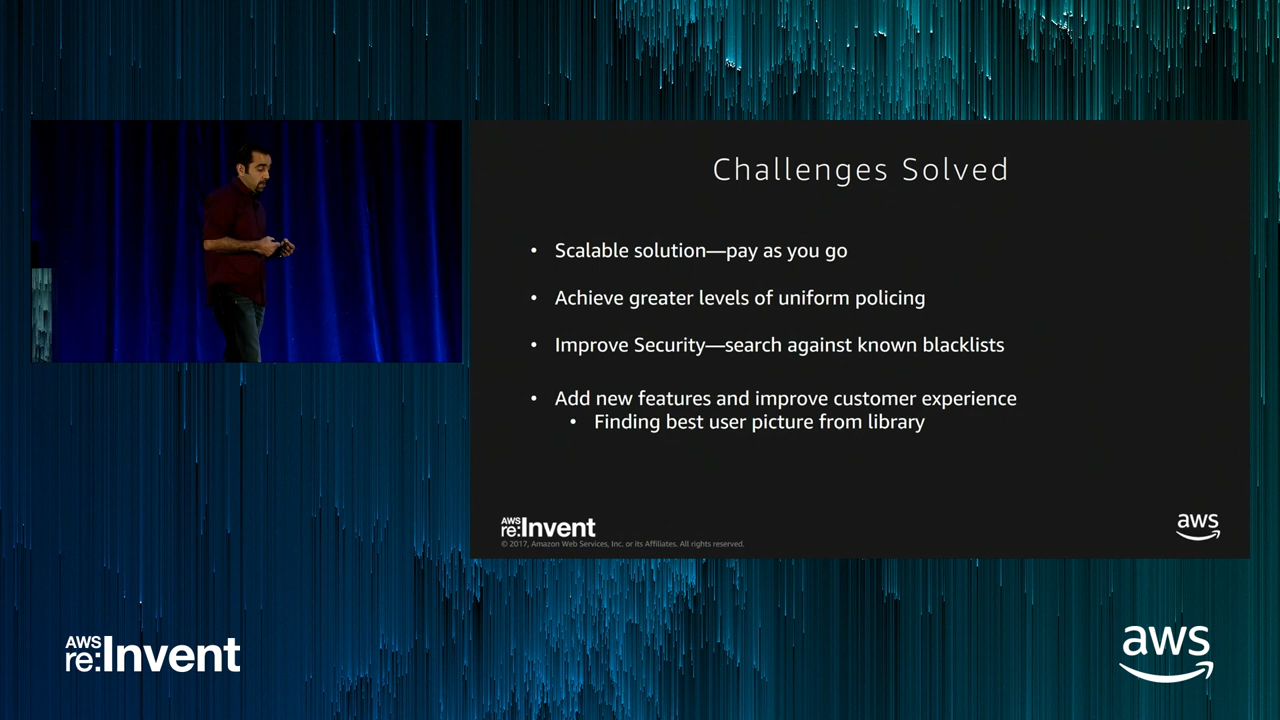 Challenges Solved
• Scalable solution—pay as you go
• Achieve greater levels of uniform policing
• Improve Security—search against known blacklists
• Add new features and improve customer experience
• Finding best user picture from library
AWS
re:Invent
© 2017, Amazon Web Services, Inc. or its Affiliates. All rights reserved.
aws
AWS
re:Invent
aws